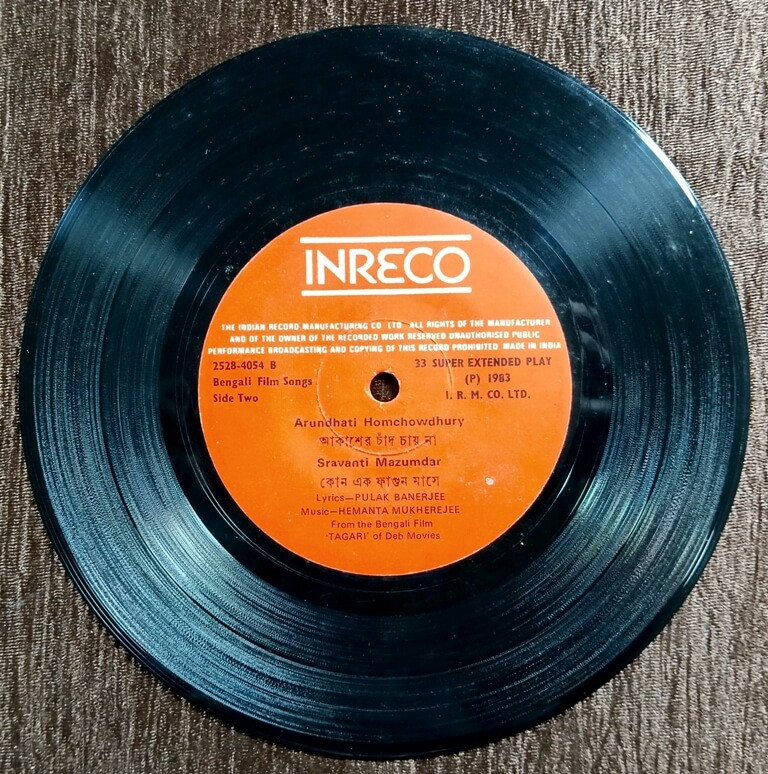 INRECO
THE INDIAN RECORD MANUFACTURING CO LTD. ALL RIGHTS OF THE MANUFACTURER
AND OF THE OWNER OF THE RECORDED WORK RESERVED UNAUTHORISED PUBLIC
PERFORMANCE BROADCASTING AND COPYING OF THIS RECORD PROHIBITED MADE IN INDIA
2528-4054 B 33 SUPER EXTENDED PLAY
Bengali Film Songs (P) 1983
Side Two I. R. M. CO. LTD.
Arundhati Homchowdhury
আকাশের চাঁদ চায় না
Sravanti Mazumdar
কোন এক ফাগুন মাসে
Lyrics—PULAK BANERJEE
Music—HEMANTA MUKHEREJEE
From the Bengali Film
'TAGARI' of Deb Movies